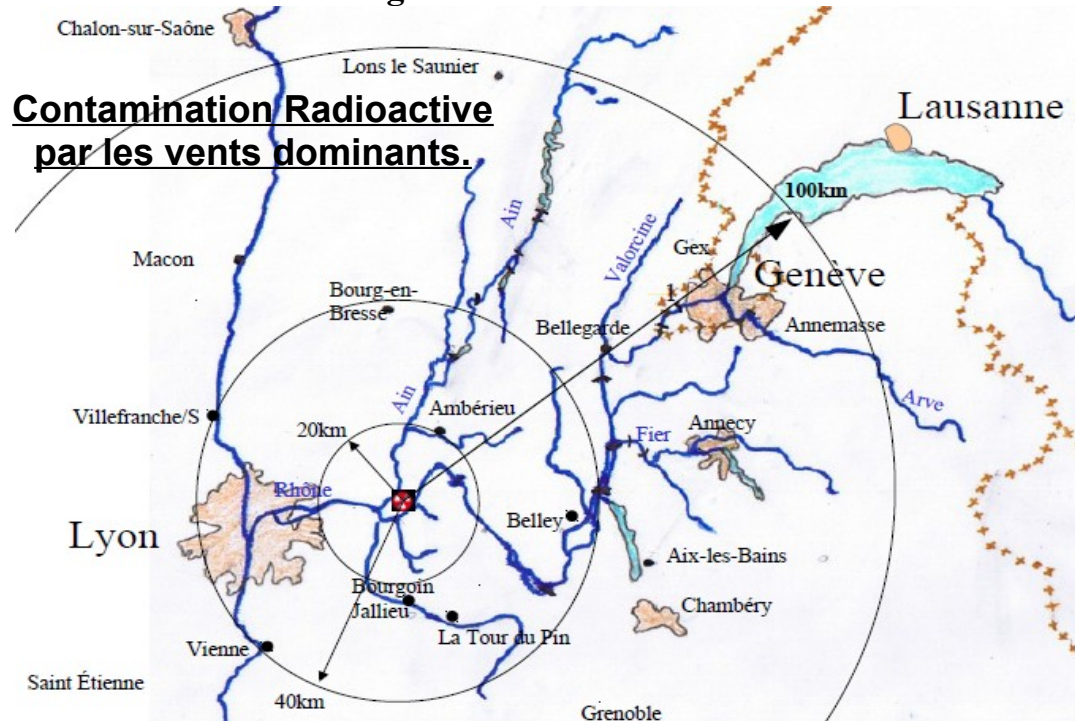 Chalon-sur-Saône
Lons le Saunier
Contamination Radioactive
par les vents dominants.
Lausanne
100km
Ain
Valorcine
Gex
Macon
Genève
Bourg-en-
Bresse
1
Bellegarde
Annemasse
Ain
Arve
Villefranche/S
Ambérieu
20km
Annecy
Fier
Rhône
Lyon
Belley
Aix-les-Bains
Bourgoin
Jallieu
Chambéry
La Tour du Pin
Vienne
Saint Étienne
40km
Grenoble